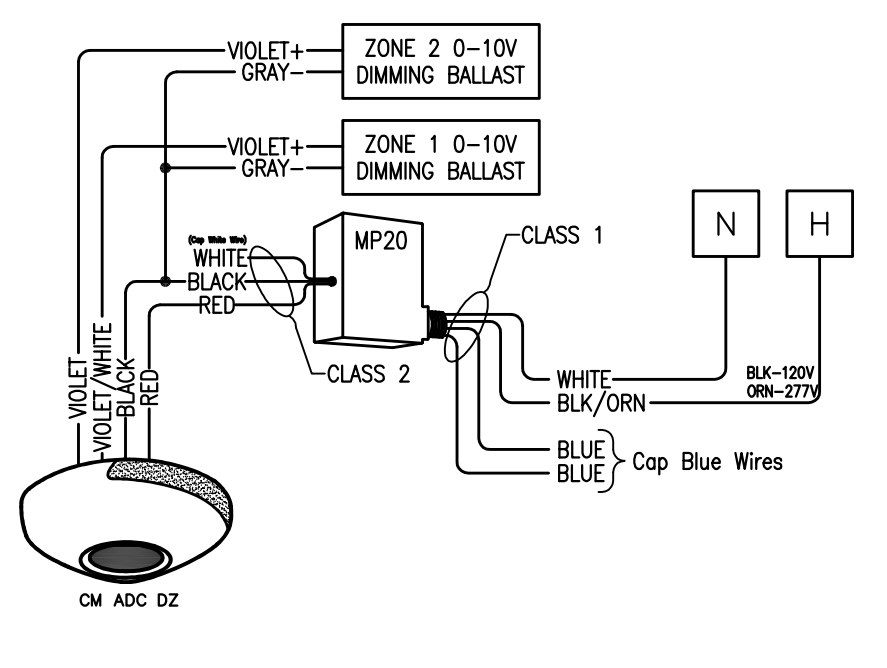 VIOLET+
GRAY-
ZONE 2 0-10V
DIMMING BALLAST
VIOLET+
GRAY-
ZONE 1 0-10V
DIMMING BALLAST
MP20
CLASS 1
N
H
(Cap White Wire)
WHITE
BLACK
RED
CLASS 2
VIOLET
VIOLET/WHITE
BLACK
RED
WHITE
BLK/ORN
BLK-120V
ORN-277V
BLUE
BLUE
Cap Blue Wires
CM ADC DZ